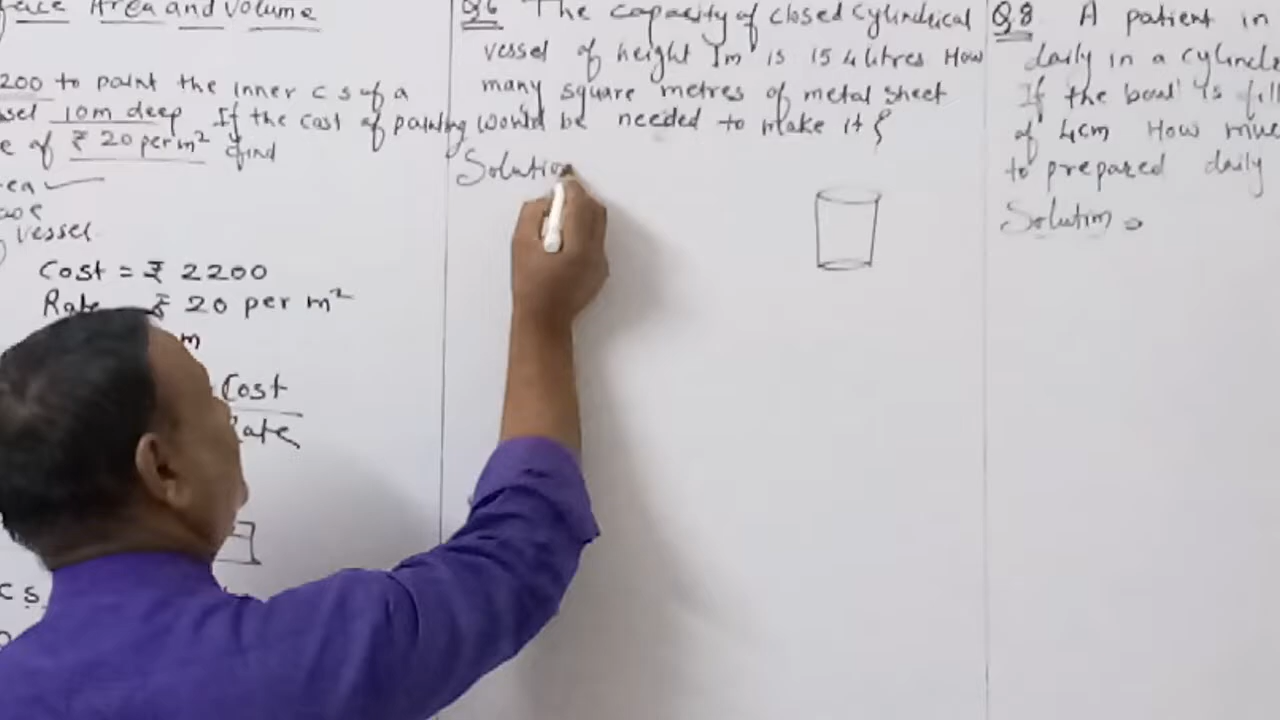 face Area and Volume
200 to paint the inner c s of a
sel 10m deep If the cost of painting
e of ₹ 20 per m² find
ea
vessel
Cost = ₹ 2200
Rate ₹ 20 per m²
m
Cost
Rate
c s
Q6 The capacity of closed cylindrical
vessel of height 1m is 15 4 litres How
many square metres of metal sheet
would be needed to make it ?
Solution
Q8 A patient in
daily in a cylindr
If the bowl is fill
of 4cm How muc
to prepared daily
Solution